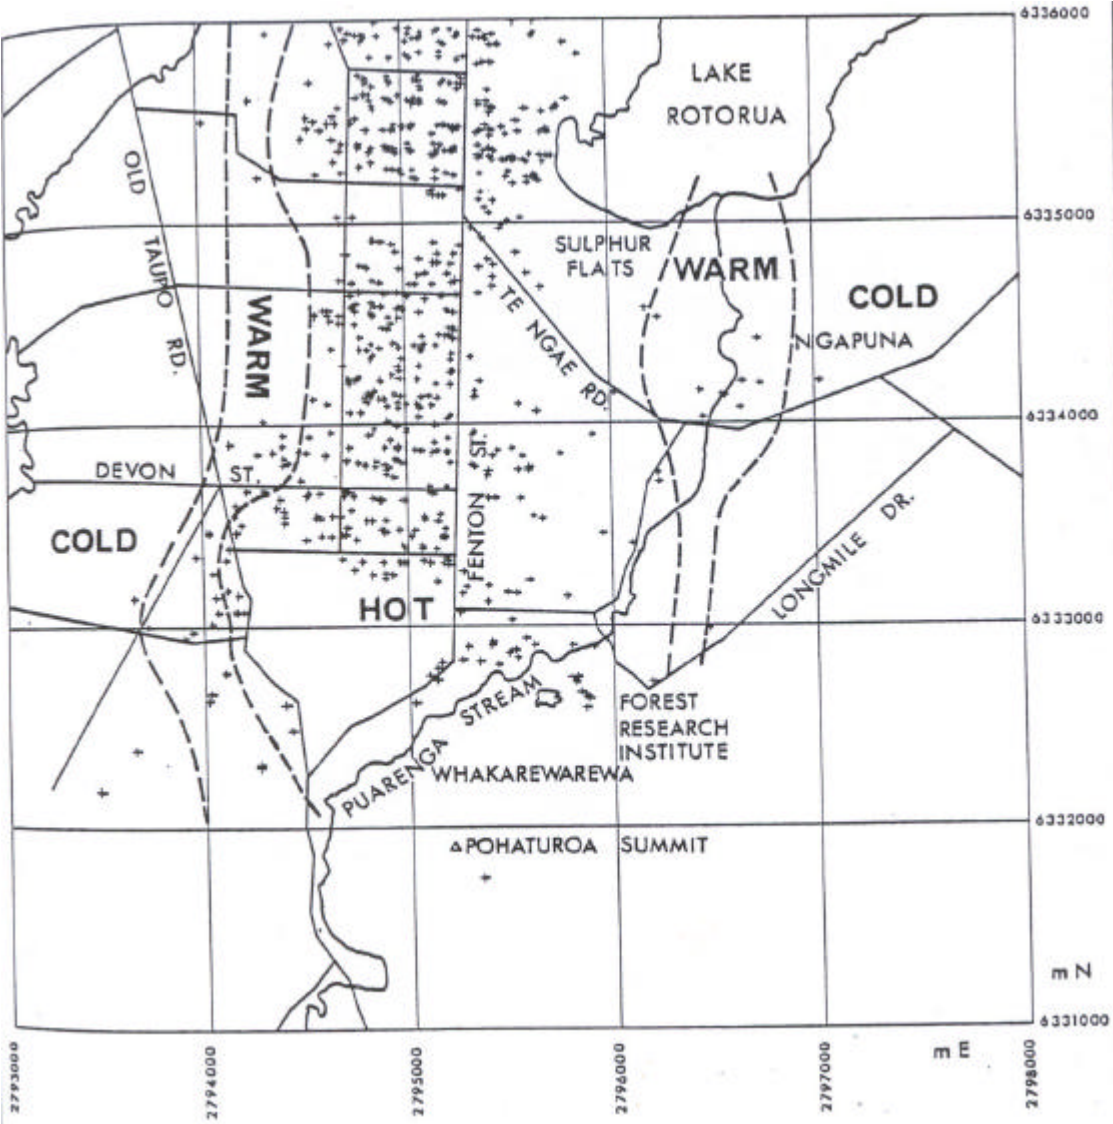 6336000
LAKE
ROTORUA
OLD
TAUPO
RD.
6335000
SULPHUR
FLATS
WARM
COLD
WARM
TE NGAE RD.
NGAPUNA
6334000
DEVON ST.
FENTON ST.
COLD
LONGMILE DR.
HOT
6333000
PUARENGA STREAM
FOREST
RESEARCH
INSTITUTE
WHAKAREWAREWA
6332000
POHATUROA SUMMIT
mN
6331000
mE
2793000
2794000
2795000
2796000
2797000
2798000